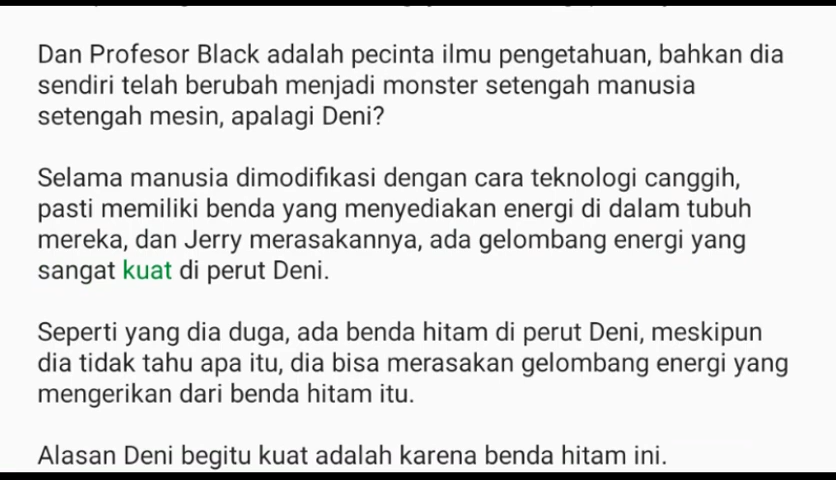 Dan Profesor Black adalah pecinta ilmu pengetahuan, bahkan dia
sendiri telah berubah menjadi monster setengah manusia
setengah mesin, apalagi Deni?
Selama manusia dimodifikasi dengan cara teknologi canggih,
pasti memiliki benda yang menyediakan energi di dalam tubuh
mereka, dan Jerry merasakannya, ada gelombang energi yang
sangat kuat di perut Deni.
Seperti yang dia duga, ada benda hitam di perut Deni, meskipun
dia tidak tahu apa itu, dia bisa merasakan gelombang energi yang
mengerikan dari benda hitam itu.
Alasan Deni begitu kuat adalah karena benda hitam ini.